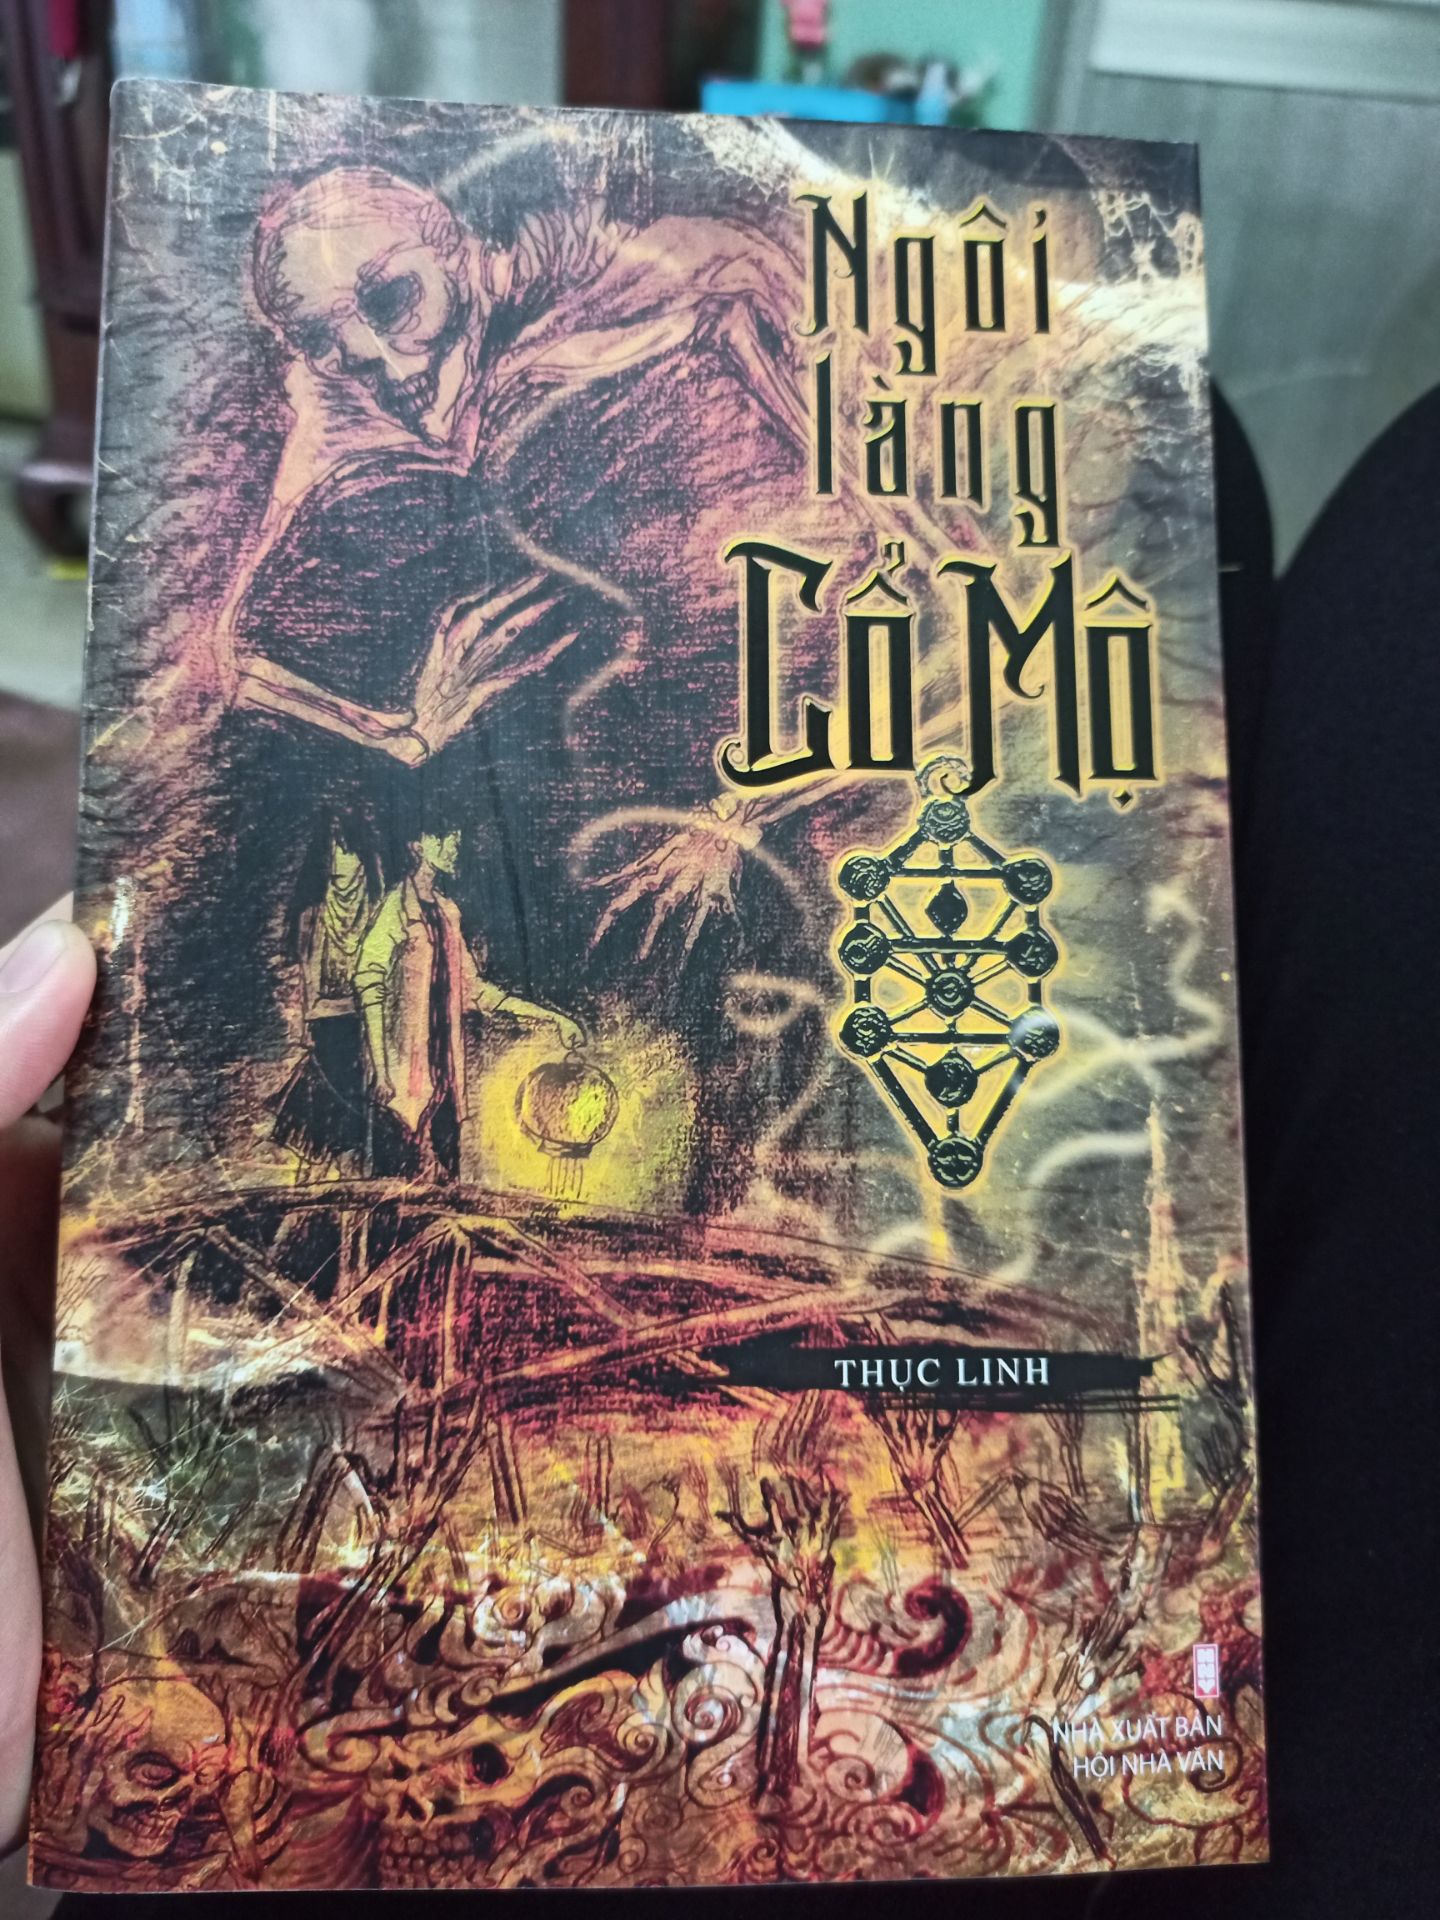 Ngôi
làng
Cổ Mộ
THỤC LINH
NHÀ XUẤT BẢN
HỘI NHÀ VĂN